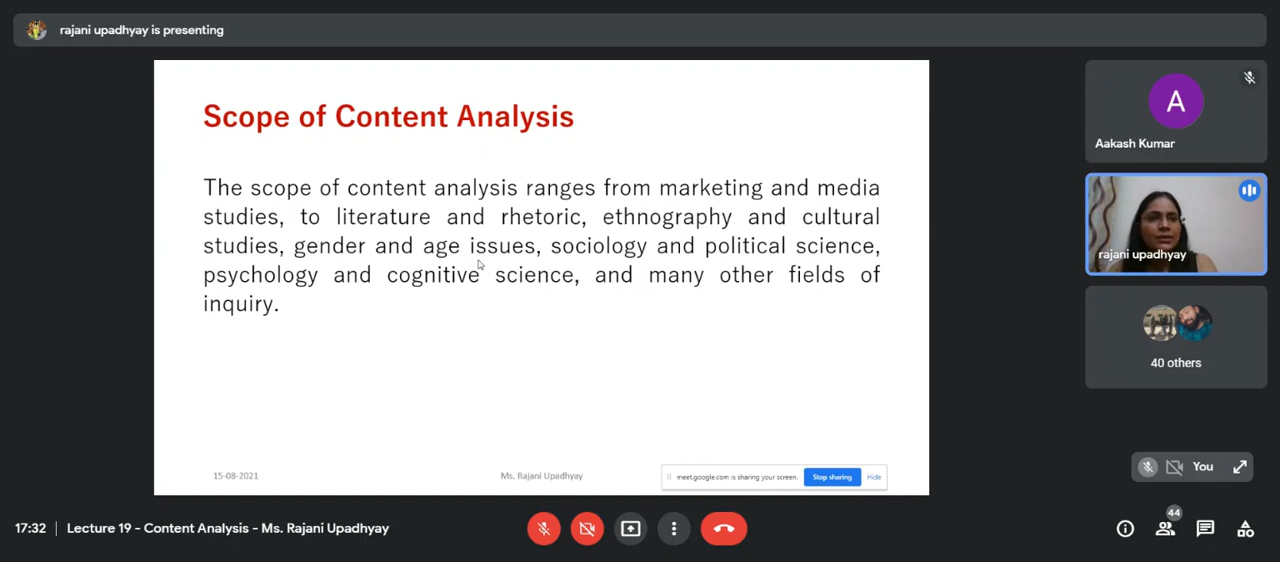 rajani upadhyay is presenting
Scope of Content Analysis
The scope of content analysis ranges from marketing and media
studies, to literature and rhetoric, ethnography and cultural
studies, gender and age issues, sociology and political science,
psychology and cognitive science, and many other fields of
inquiry.
15-08-2021
Ms. Rajani Upadhyay
meet.google.com is sharing your screen.
Stop sharing
Hide
A
Aakash Kumar
rajani upadhyay
40 others
You
17:32
Lecture 19 - Content Analysis - Ms. Rajani Upadhyay
44